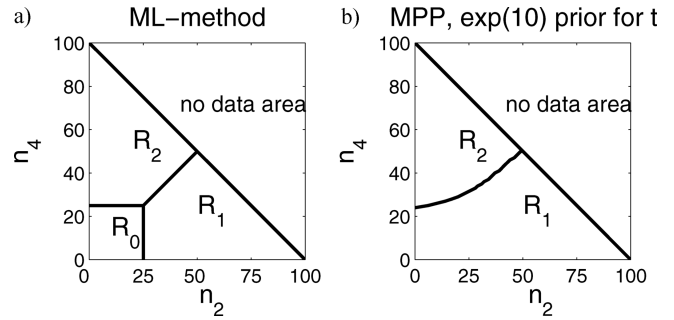 a) ML-method
100
80
60
40
20
0
n4
no data area
R2
R1
R0
0 25 50 75 100
n2
b) MPP, exp(10) prior for t
100
80
60
40
20
0
n4
no data area
R2
R1
0 25 50 75 100
n2